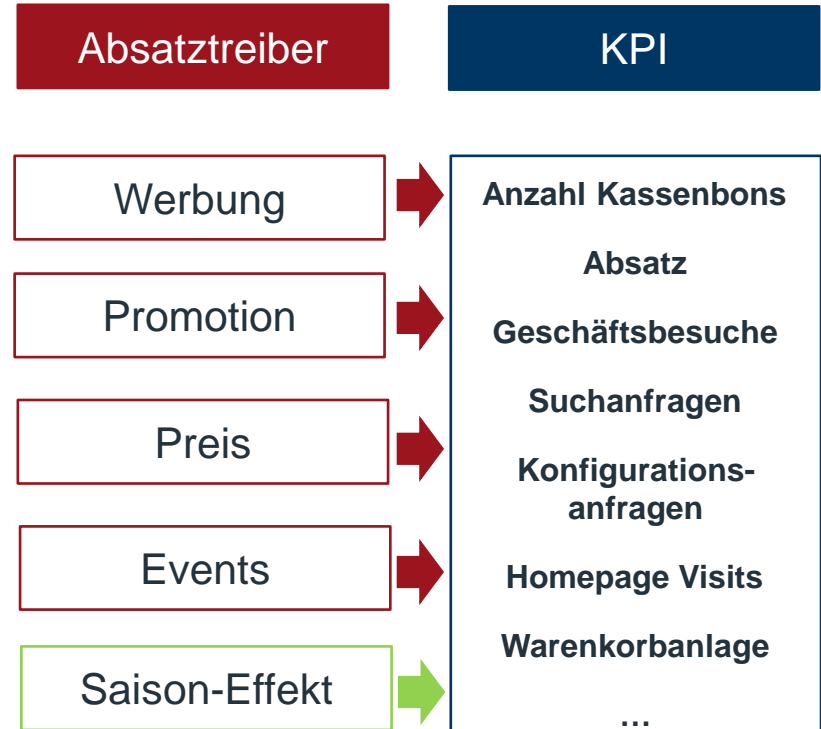 Absatztreiber
KPI
Werbung
Promotion
Preis
Events
Saison-Effekt
Anzahl Kassenbons
Absatz
Geschäftsbesuche
Suchanfragen
Konfigurations-
anfragen
Homepage Visits
Warenkorbanlage
...